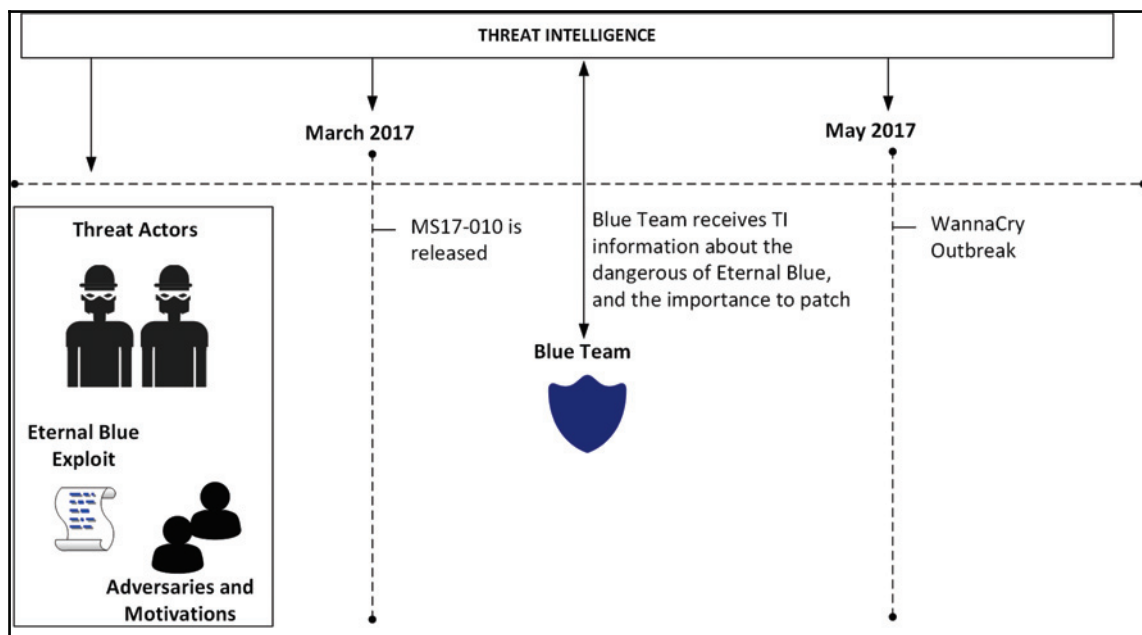 THREAT INTELLIGENCE
March 2017
May 2017
Threat Actors
MS17-010 is
released
Blue Team receives TI
information about the
dangerous of Eternal Blue,
and the importance to patch
WannaCry
Outbreak
Blue Team
Eternal Blue
Exploit
Adversaries and
Motivations